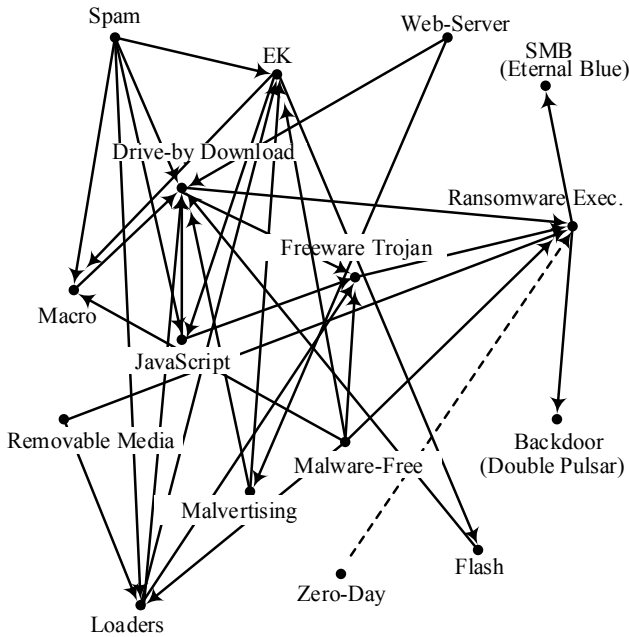 Spam
Web-Server
EK
SMB
(Eternal Blue)
Drive-by Download
Ransomware Exec.
Freeware Trojan
Macro
JavaScript
Removable Media
Malware-Free
Backdoor
(Double Pulsar)
Malvertising
Flash
Zero-Day
Loaders